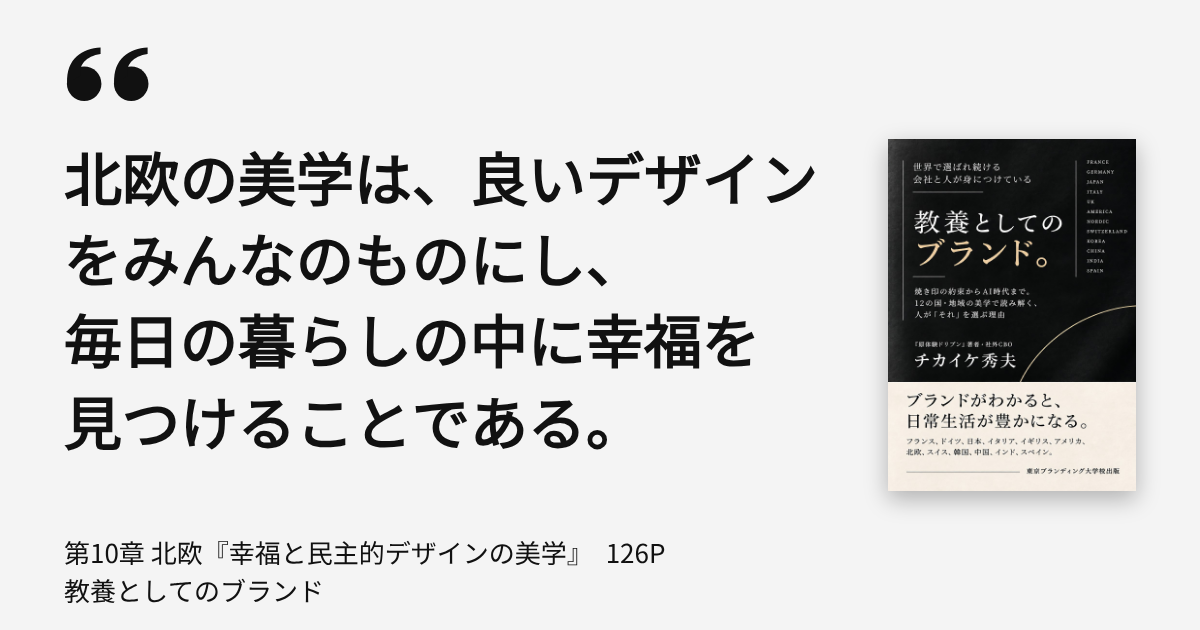 “
北欧の美学は、良いデザイン
をみんなのものにし、
毎日の暮らしの中に幸福を
見つけることである。
第10章 北欧『幸福と民主的デザインの美学』 126P
教養としてのブランド
世界で選ばれ続ける
会社と人が身につけている
教養としての
ブランド。
焼き印の約束からAI時代まで。
12の国・地域の美学で読み解く、
人が「それ」を選ぶ理由
『原体験ドリブン』著者・社外CBO
チカイケ秀夫
FRANCE
GERMANY
JAPAN
ITALY
UK
AMERICA
NORDIC
SWITZERLAND
KOREA
CHINA
INDIA
SPAIN
ブランドがわかると、
日常生活が豊かになる。
フランス、ドイツ、日本、イタリア、イギリス、アメリカ、
北欧、スイス、韓国、中国、インド、スペイン。
東京ブランディング大学校出版